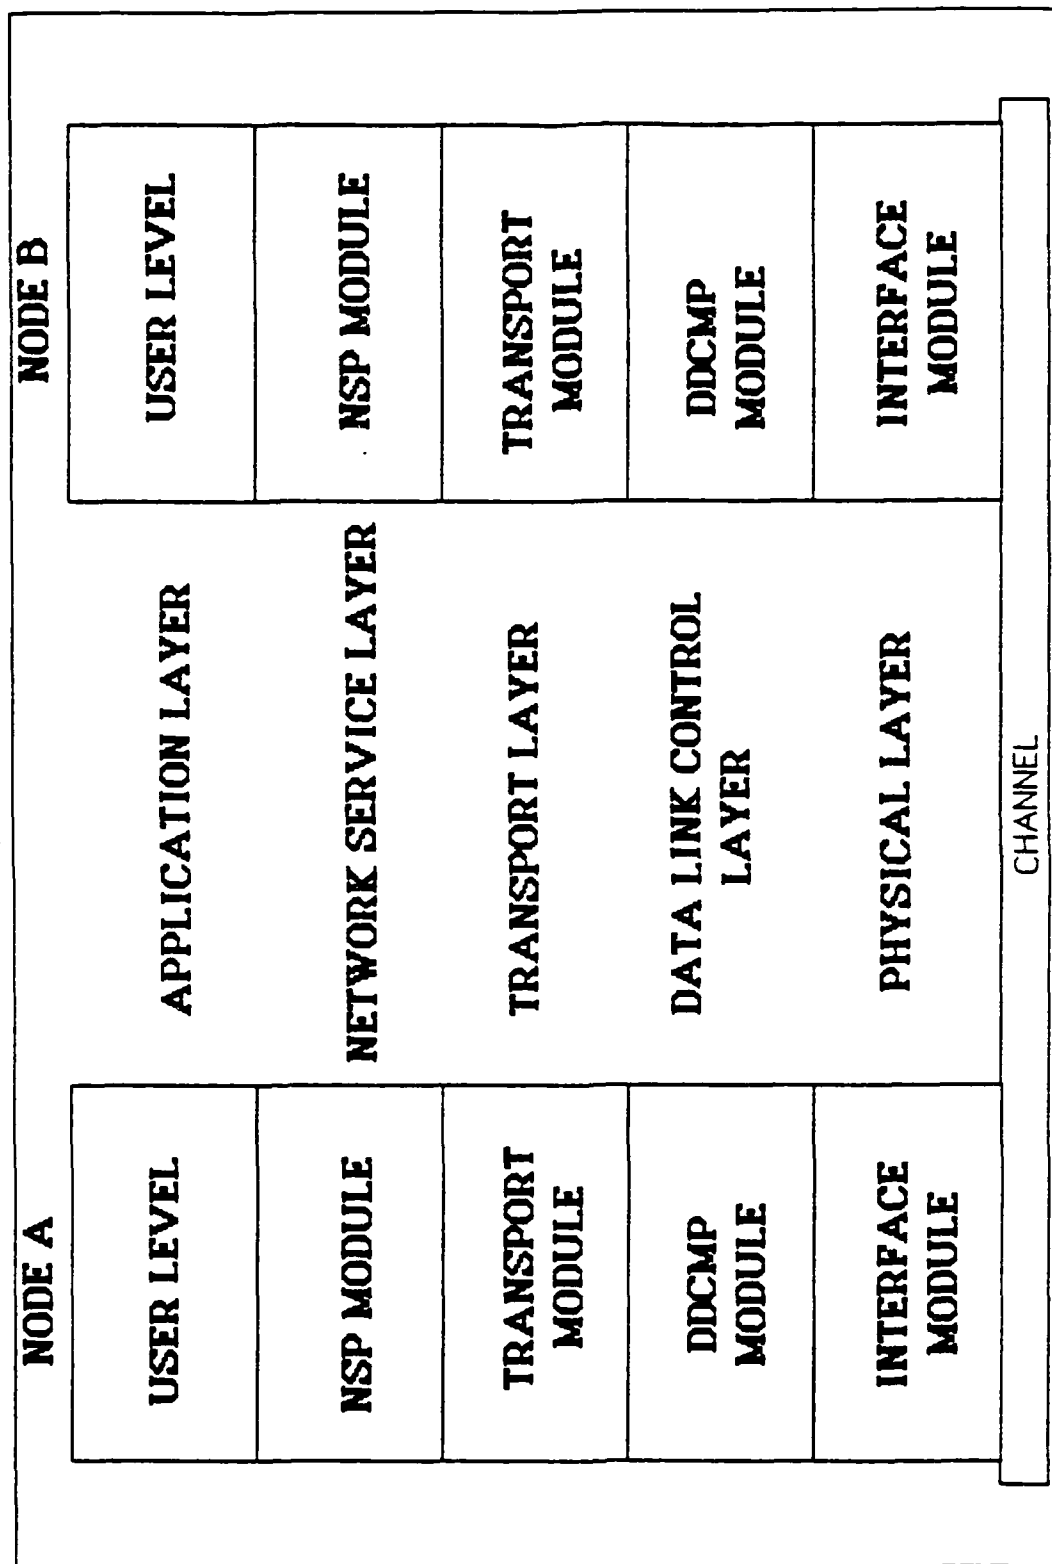 NODE A
NODE B
USER LEVEL
APPLICATION LAYER
USER LEVEL
NSP MODULE
NETWORK SERVICE LAYER
NSP MODULE
TRANSPORT
MODULE
TRANSPORT LAYER
TRANSPORT
MODULE
DDCMP
MODULE
DATA LINK CONTROL
LAYER
DDCMP
MODULE
INTERFACE
MODULE
PHYSICAL LAYER
INTERFACE
MODULE
CHANNEL